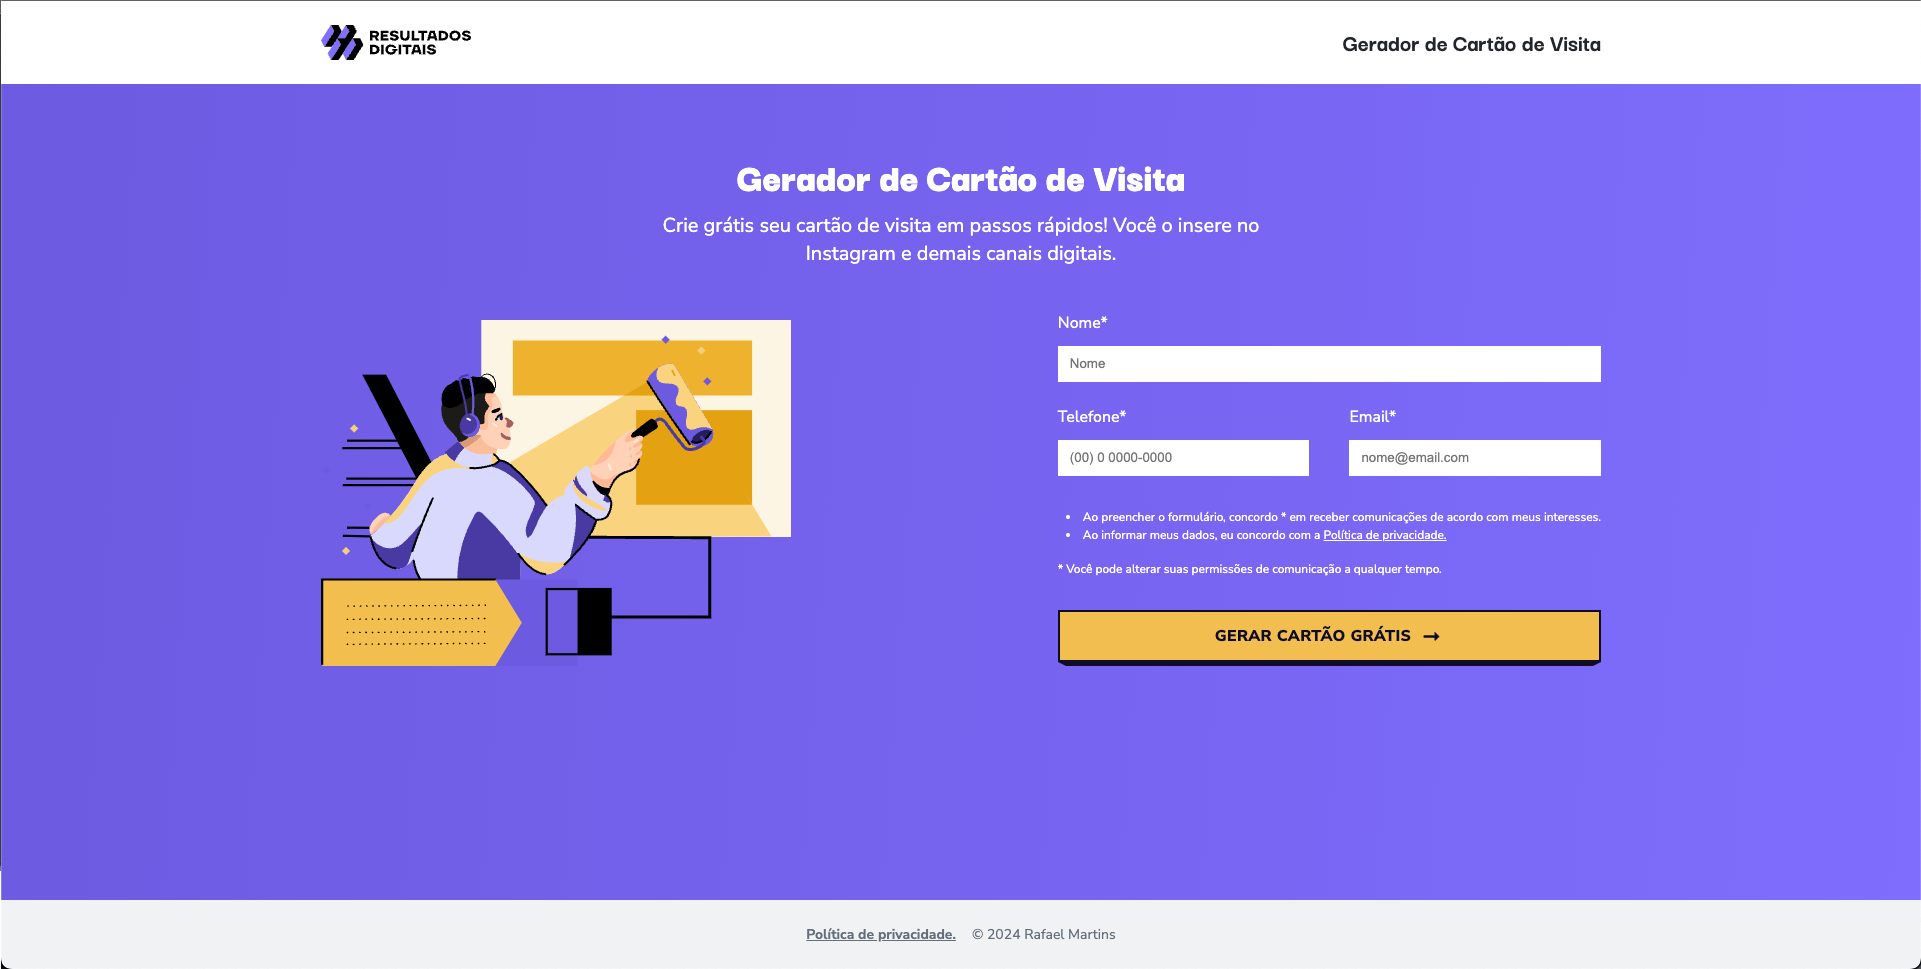 RESULTADOS
DIGITAIS
Gerador de Cartão de Visita
Gerador de Cartão de Visita
Crie grátis seu cartão de visita em passos rápidos! Você o insere no
Instagram e demais canais digitais.
Nome*
Nome
Telefone*
Email*
(00) 0 0000-0000
nome@email.com
• Ao preencher o formulário, concordo * em receber comunicações de acordo com meus interesses.
• Ao informar meus dados, eu concordo com a Política de privacidade.
* Você pode alterar suas permissões de comunicação a qualquer tempo.
GERAR CARTÃO GRÁTIS →
Política de privacidade. © 2024 Rafael Martins